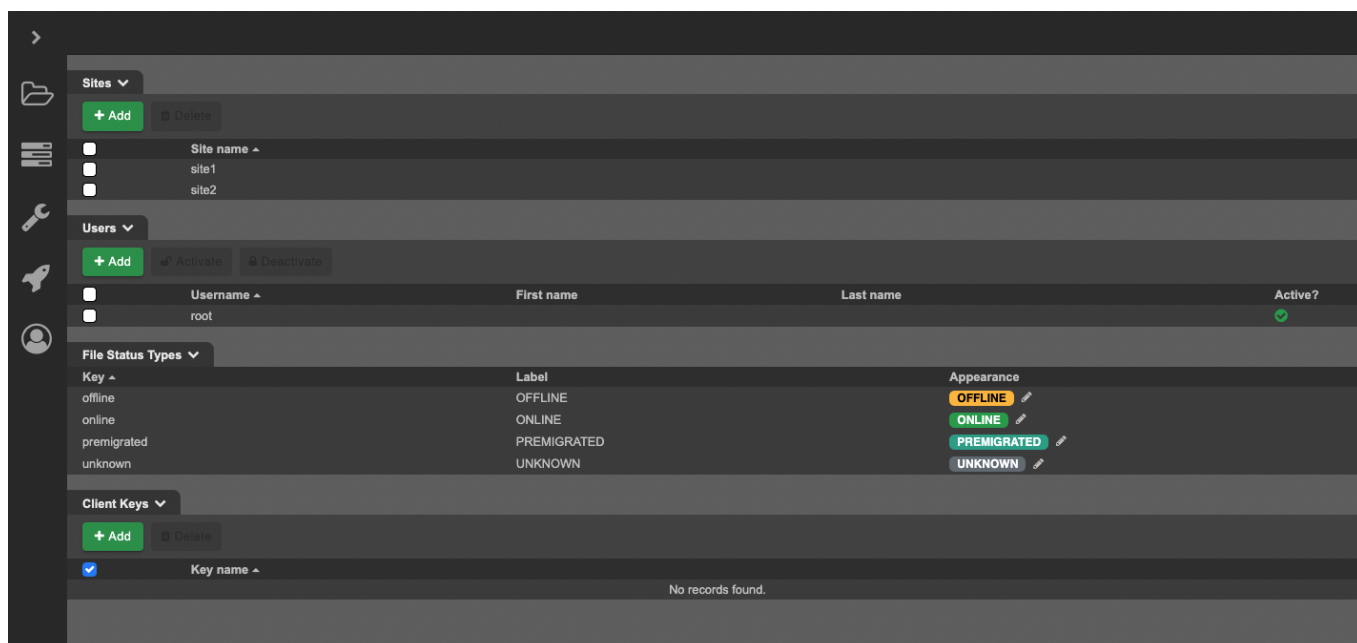 Sites
Add Delete
Site name
site1
site2
Users
Add Activate Deactivate
Username First name Last name Active?
root
File Status Types
Key Label Appearance
offline OFFLINE OFFLINE
online ONLINE ONLINE
premigrated PREMIGRATED PREMIGRATED
unknown UNKNOWN UNKNOWN
Client Keys
Add Delete
Key name
No records found.